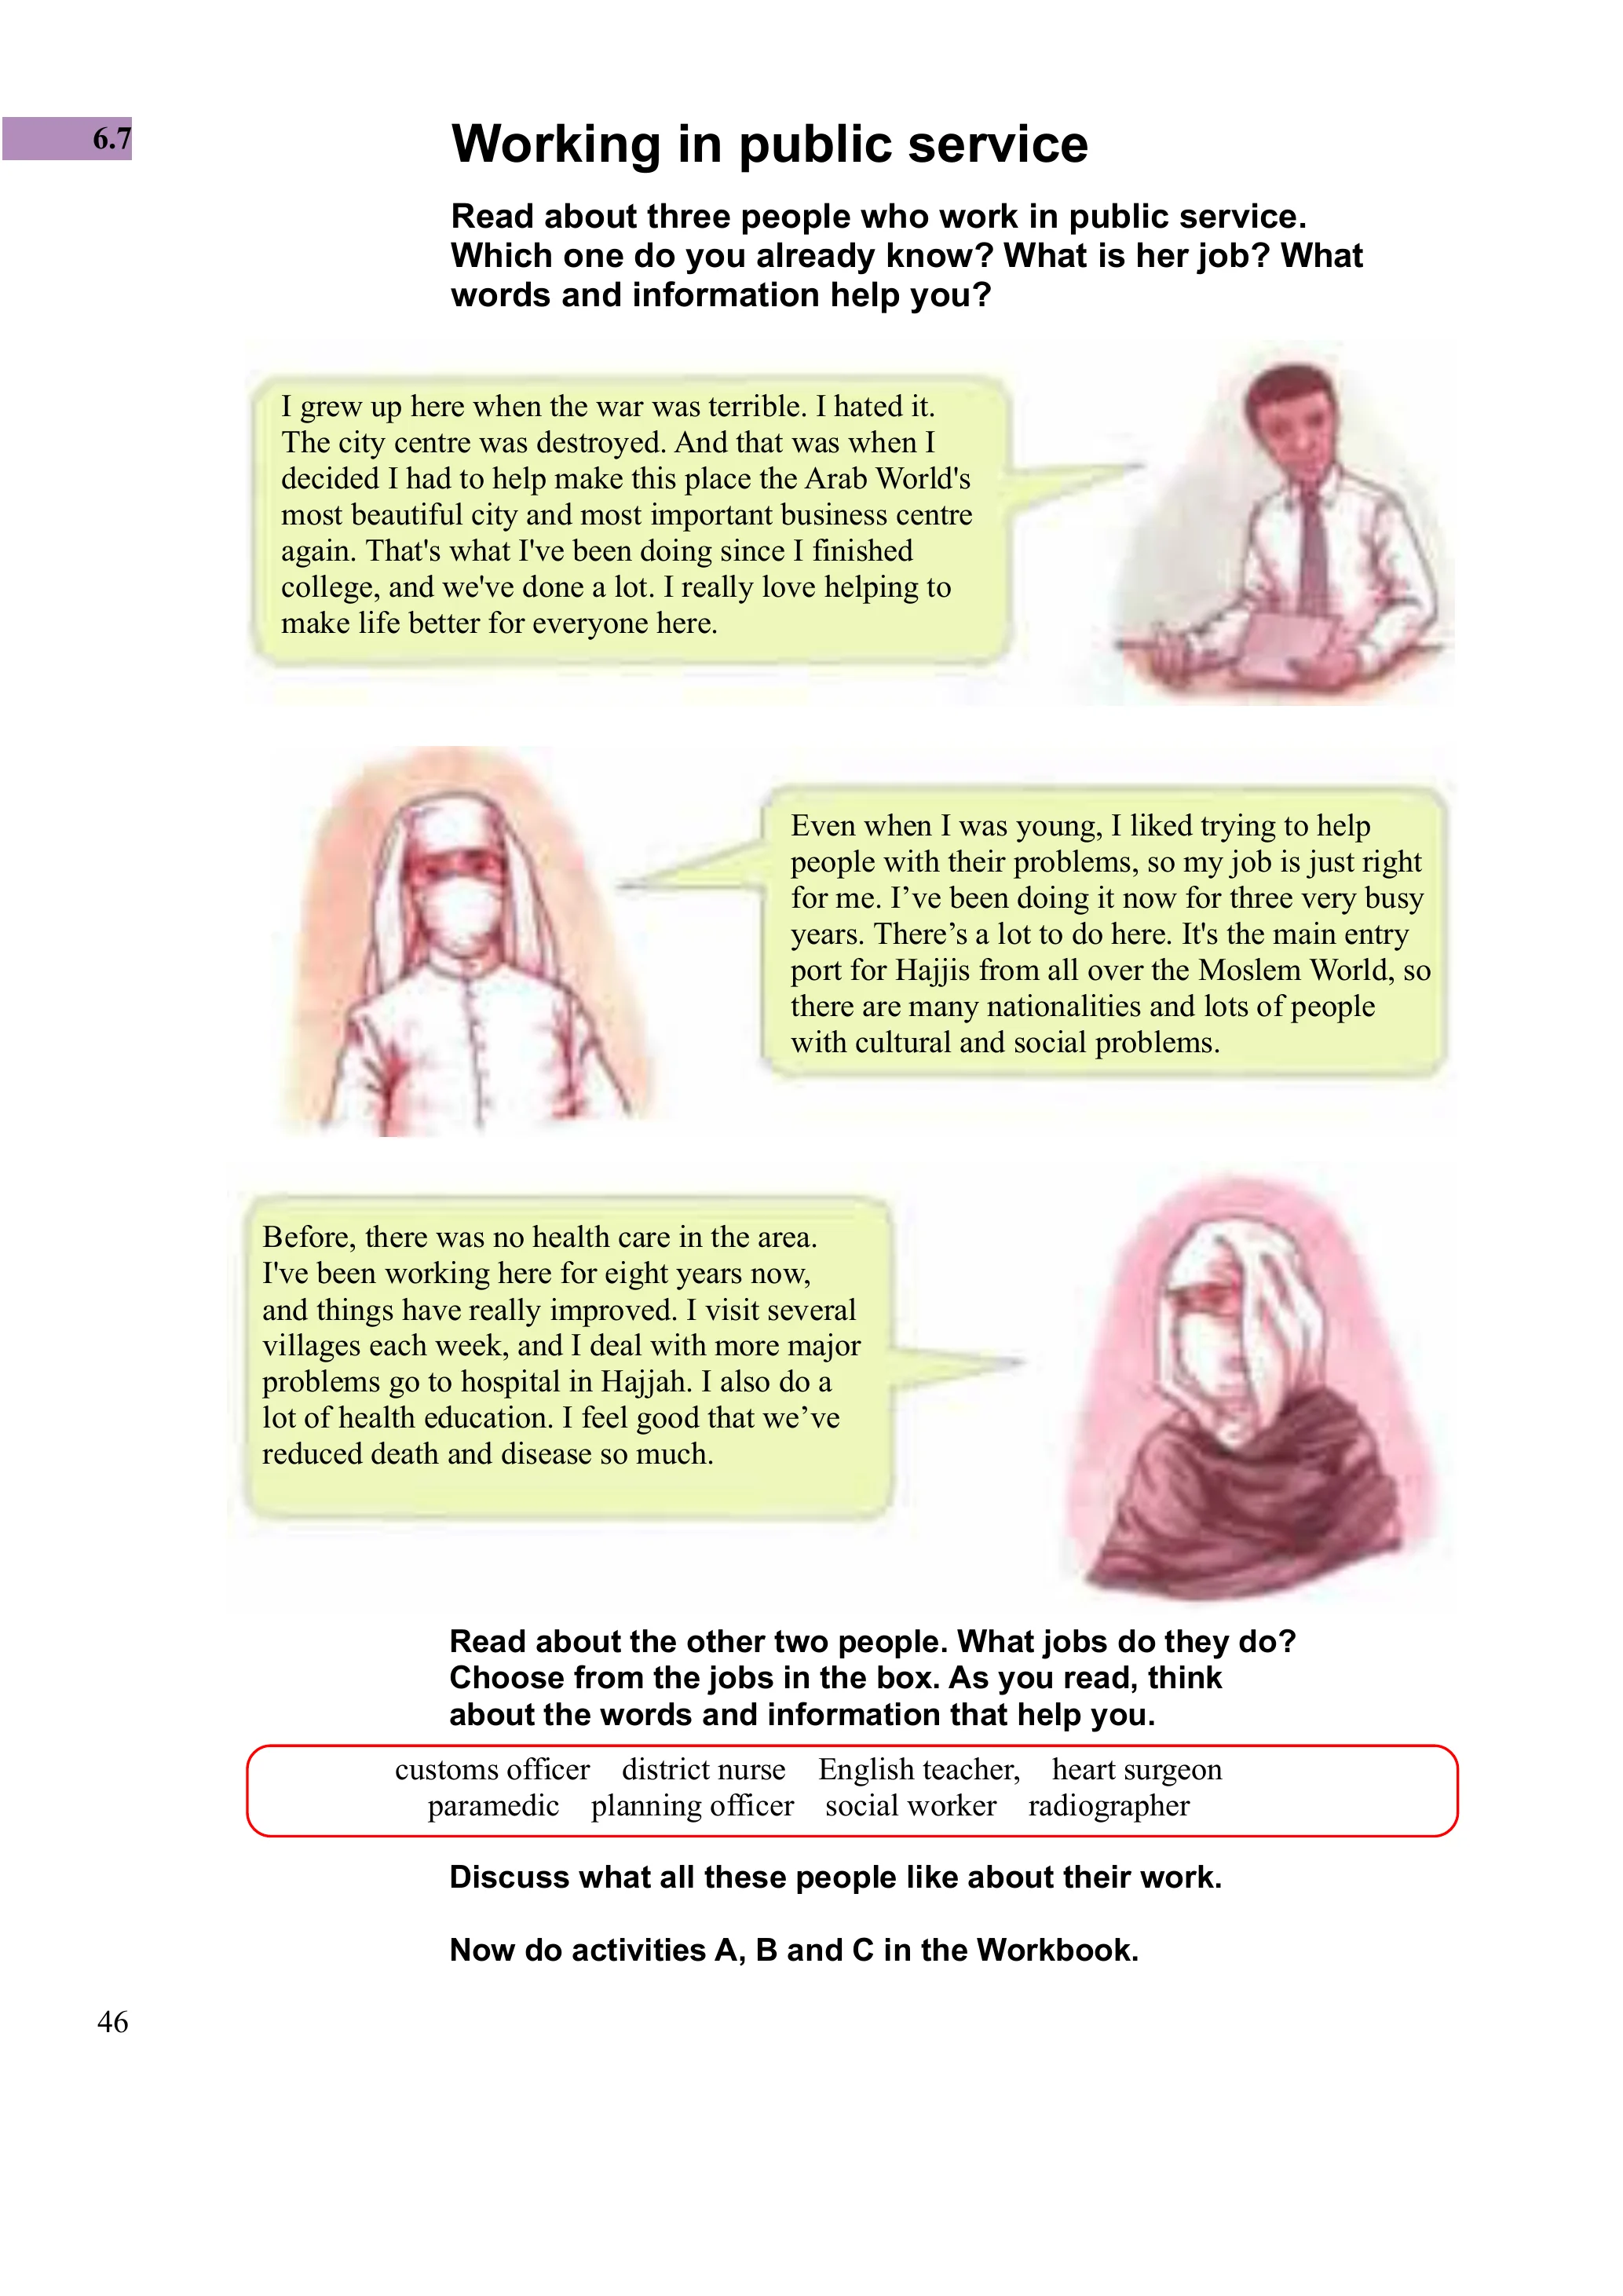 6.7
Working in public service
Read about three people who work in public service.
Which one do you already know? What is her job? What
words and information help you?
I grew up here when the war was terrible. I hated it.
The city centre was destroyed. And that was when I
decided I had to help make this place the Arab World's
most beautiful city and most important business centre
again. That's what I've been doing since I finished
college, and we've done a lot. I really love helping to
make life better for everyone here.
Even when I was young, I liked trying to help
people with their problems, so my job is just right
for me. I’ve been doing it now for three very busy
years. There’s a lot to do here. It's the main entry
port for Hajjis from all over the Moslem World, so
there are many nationalities and lots of people
with cultural and social problems.
Before, there was no health care in the area.
I've been working here for eight years now,
and things have really improved. I visit several
villages each week, and I deal with more major
problems go to hospital in Hajjah. I also do a
lot of health education. I feel good that we’ve
reduced death and disease so much.
Read about the other two people. What jobs do they do?
Choose from the jobs in the box. As you read, think
about the words and information that help you.
customs officer district nurse English teacher, heart surgeon
paramedic planning officer social worker radiographer
Discuss what all these people like about their work.
Now do activities A, B and C in the Workbook.
46